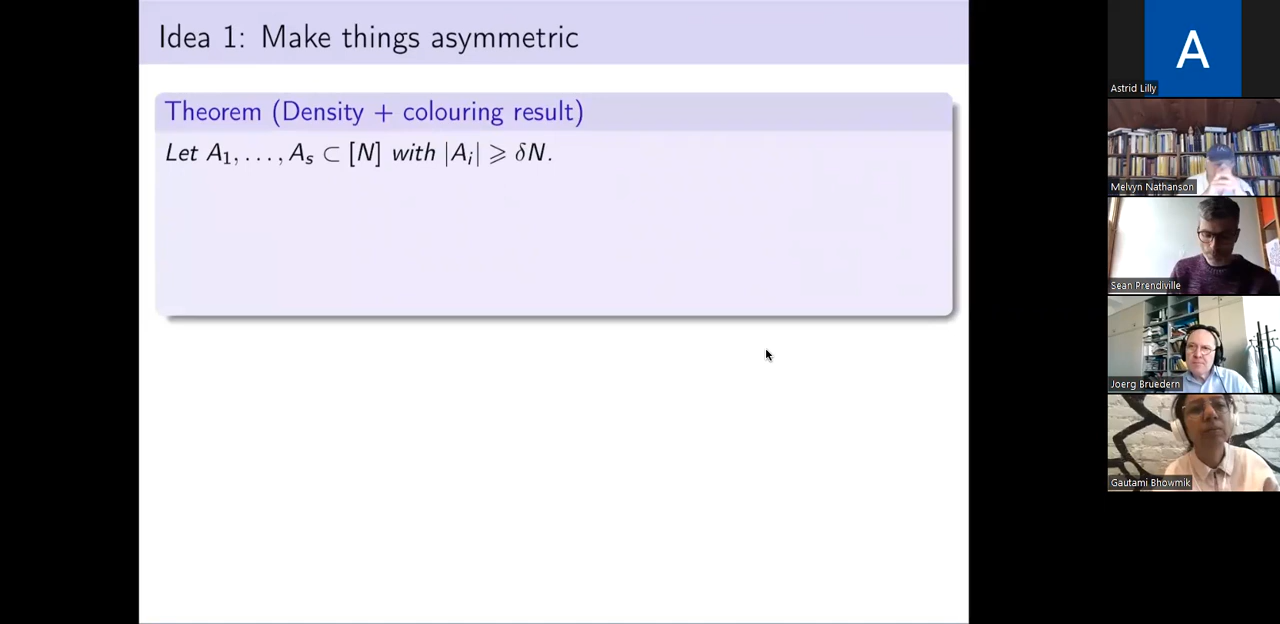 Idea 1: Make things asymmetric
Theorem (Density + colouring result)
Let A₁, . . . , Aₛ ⊂ [N] with |Aᵢ| ⩾ δN.
A
Astrid Lilly
Melvyn Nathanson
Sean Prendiville
Joerg Bruedern
Gautami Bhowmik